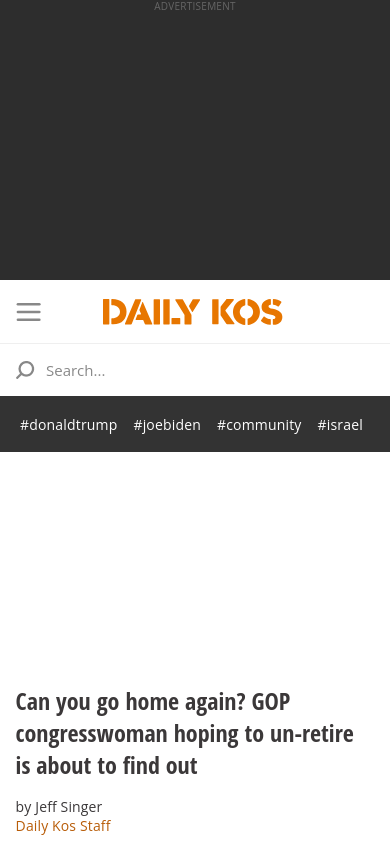 ADVERTISEMENT
DAILY KOS
Search...
#donaldtrump #joebiden #community #israel
Can you go home again? GOP
congresswoman hoping to un-retire
is about to find out
by Jeff Singer
Daily Kos Staff